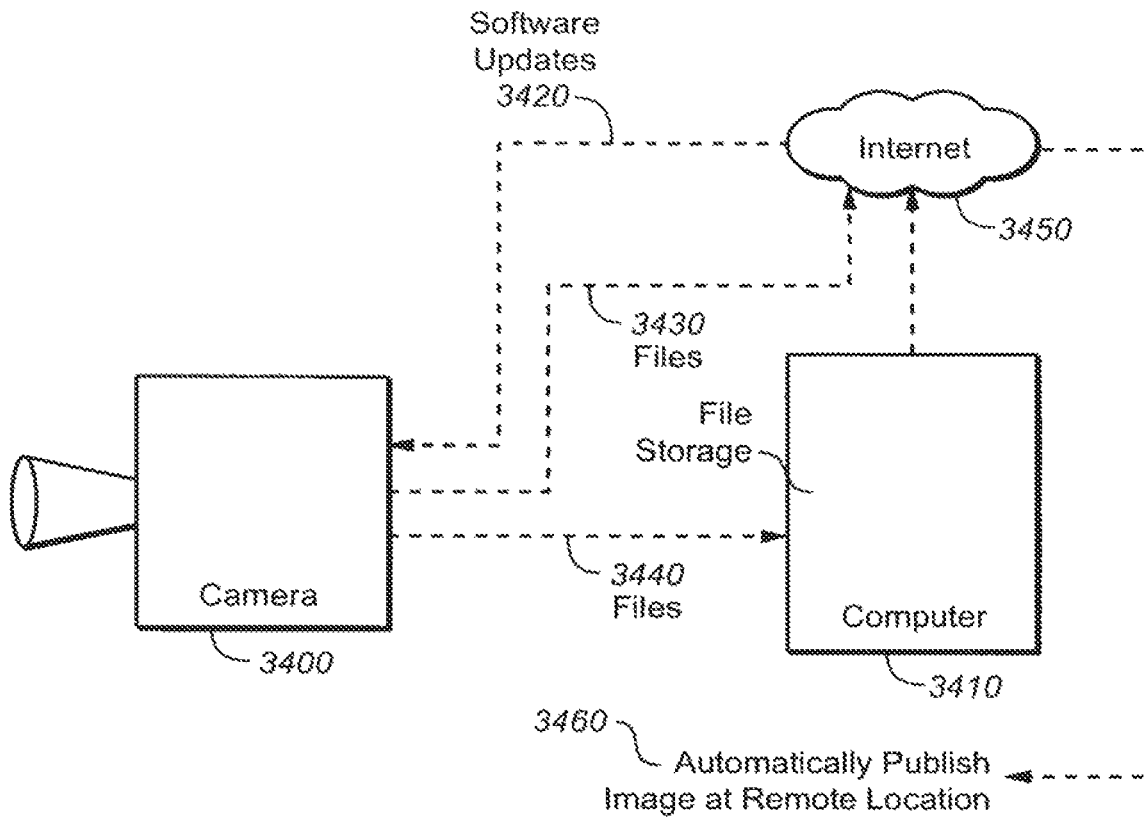 Software
Updates
3420
Internet
3450
3430
Files
File
Storage
3440
Files
Camera
3400
Computer
3410
3460
Automatically Publish
Image at Remote Location